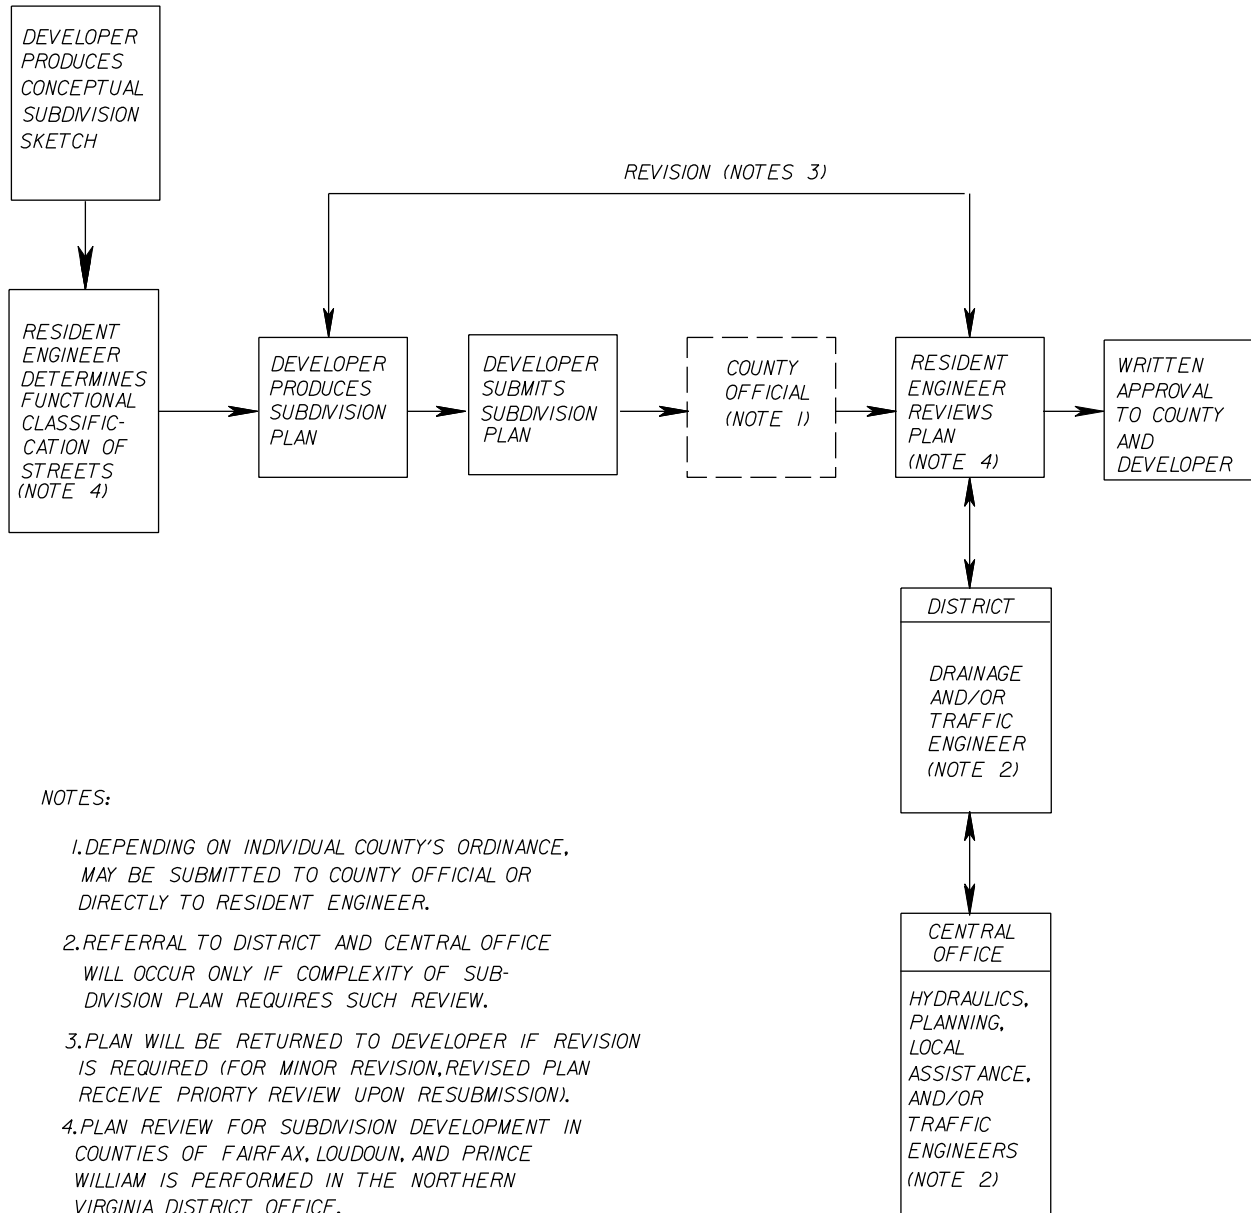 DEVELOPER
PRODUCES
CONCEPTUAL
SUBDIVISION
SKETCH
REVISION (NOTES 3)
RESIDENT
ENGINEER
DETERMINES
FUNCTIONAL
CLASSIFIC-
CATION OF
STREETS
(NOTE 4)
DEVELOPER
PRODUCES
SUBDIVISION
PLAN
DEVELOPER
SUBMITS
SUBDIVISION
PLAN
COUNTY
OFFICIAL
(NOTE 1)
RESIDENT
ENGINEER
REVIEWS
PLAN
(NOTE 4)
WRITTEN
APPROVAL
TO COUNTY
AND
DEVELOPER
DISTRICT
DRAINAGE
AND/OR
TRAFFIC
ENGINEER
(NOTE 2)
CENTRAL
OFFICE
HYDRAULICS,
PLANNING,
LOCAL
ASSISTANCE,
AND/OR
TRAFFIC
ENGINEERS
(NOTE 2)
NOTES:
1. DEPENDING ON INDIVIDUAL COUNTY'S ORDINANCE,
MAY BE SUBMITTED TO COUNTY OFFICIAL OR
DIRECTLY TO RESIDENT ENGINEER.
2. REFERRAL TO DISTRICT AND CENTRAL OFFICE
WILL OCCUR ONLY IF COMPLEXITY OF SUB-
DIVISION PLAN REQUIRES SUCH REVIEW.
3. PLAN WILL BE RETURNED TO DEVELOPER IF REVISION
IS REQUIRED (FOR MINOR REVISION, REVISED PLAN
RECEIVE PRIORTY REVIEW UPON RESUBMISSION).
4. PLAN REVIEW FOR SUBDIVISION DEVELOPMENT IN
COUNTIES OF FAIRFAX, LOUDOUN, AND PRINCE
WILLIAM IS PERFORMED IN THE NORTHERN
VIRGINIA DISTRICT OFFICE.